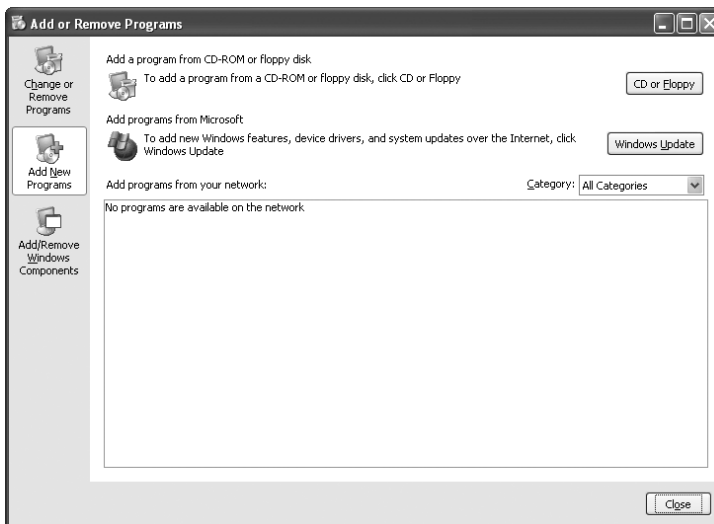 Add or Remove Programs
Change or
Remove
Programs
Add New
Programs
Add/Remove
Windows
Components
Add a program from CD-ROM or floppy disk
To add a program from a CD-ROM or floppy disk, click CD or Floppy
CD or Floppy
Add programs from Microsoft
To add new Windows features, device drivers, and system updates over the Internet, click
Windows Update
Windows Update
Add programs from your network:
Category: All Categories
No programs are available on the network
Close